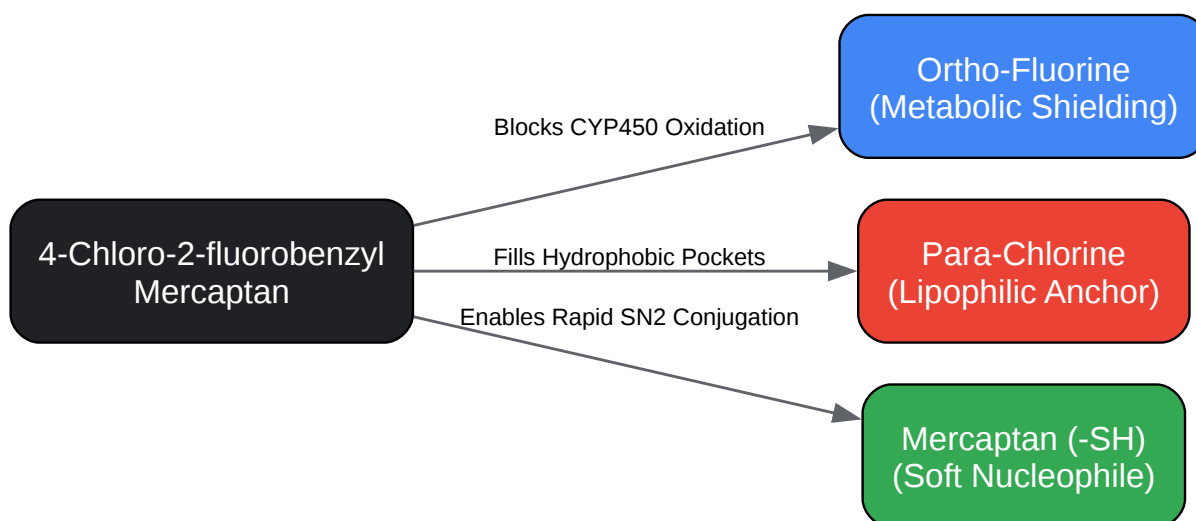 Ortho-Fluorine
(Metabolic Shielding)
Blocks CYP450 Oxidation
4-Chloro-2-fluorobenzyl
Mercaptan
Fills Hydrophobic Pockets
Para-Chlorine
(Lipophilic Anchor)
Enables Rapid SN2 Conjugation
Mercaptan (-SH)
(Soft Nucleophile)